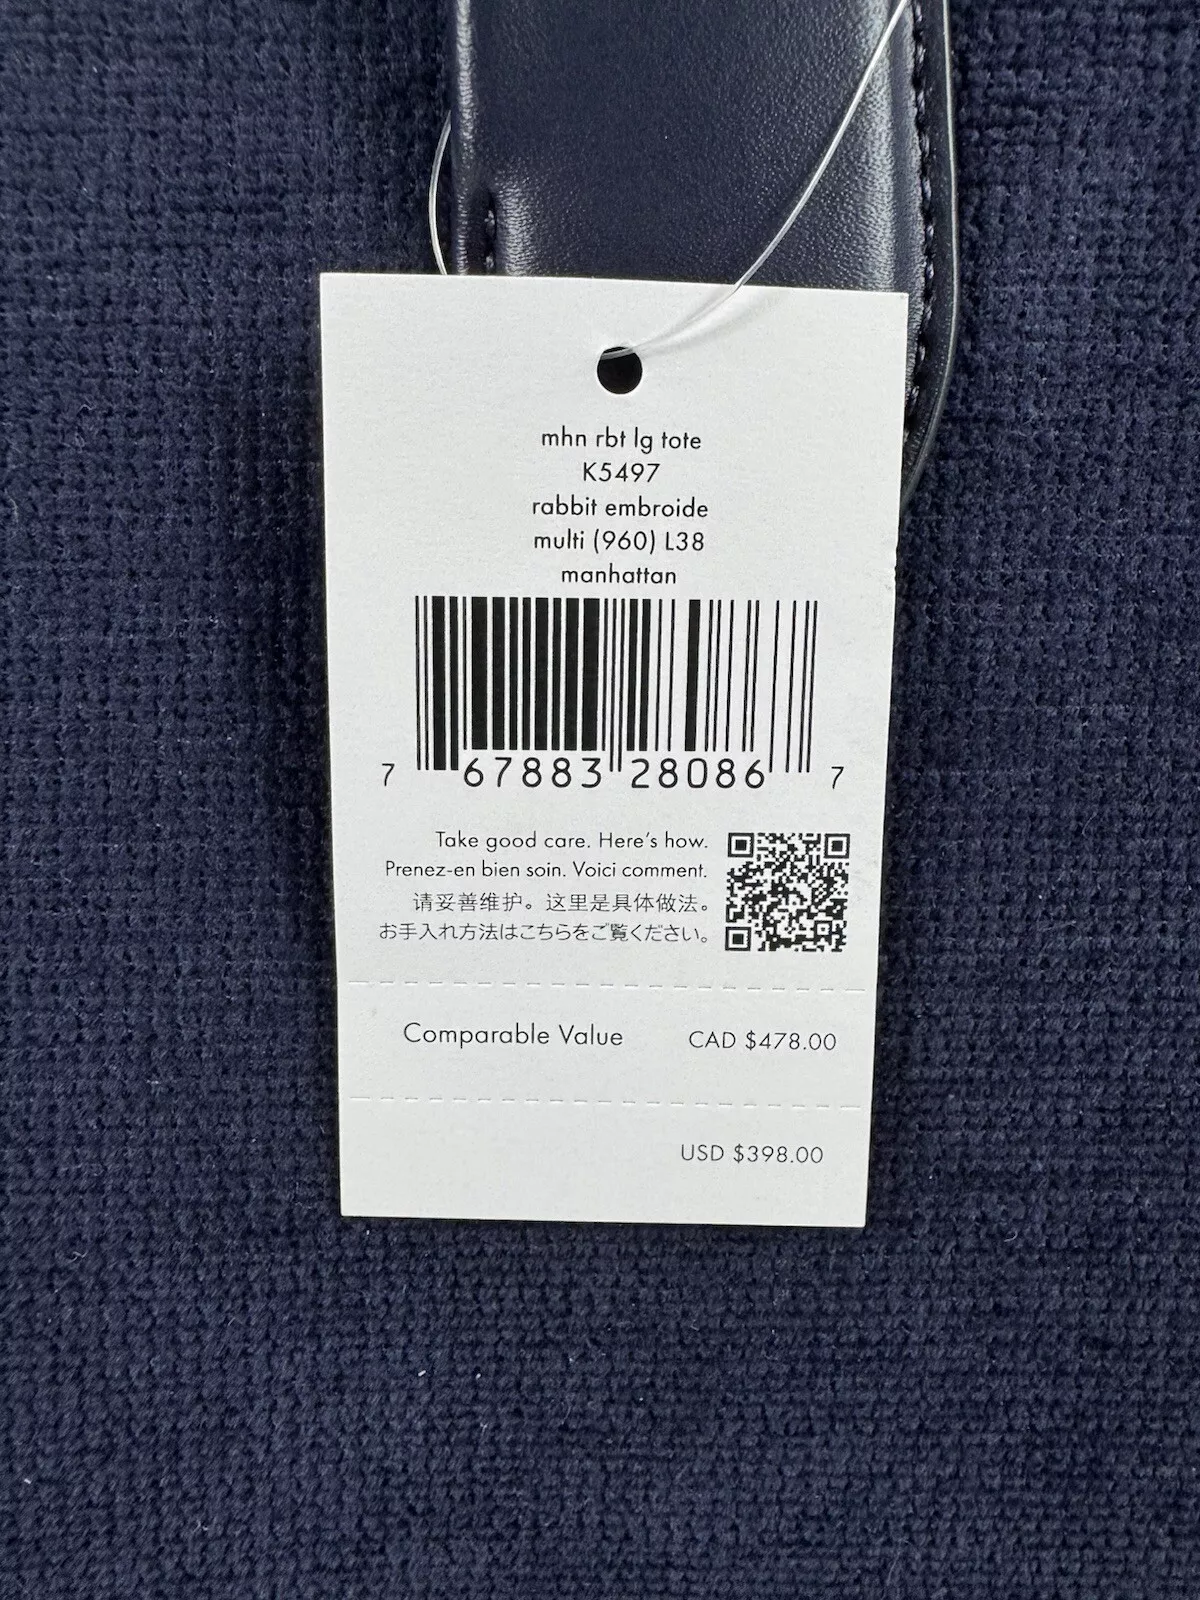 mhn rbt lg tote
K5497
rabbit embroide
multi (960) L38
manhattan
7 67883 28086 7
Take good care. Here's how.
Prenez-en bien soin. Voici comment.
请妥善维护。这里是具体做法。
お手入れ方法はこちらをご覧ください。
Comparable Value CAD $478.00
USD $398.00